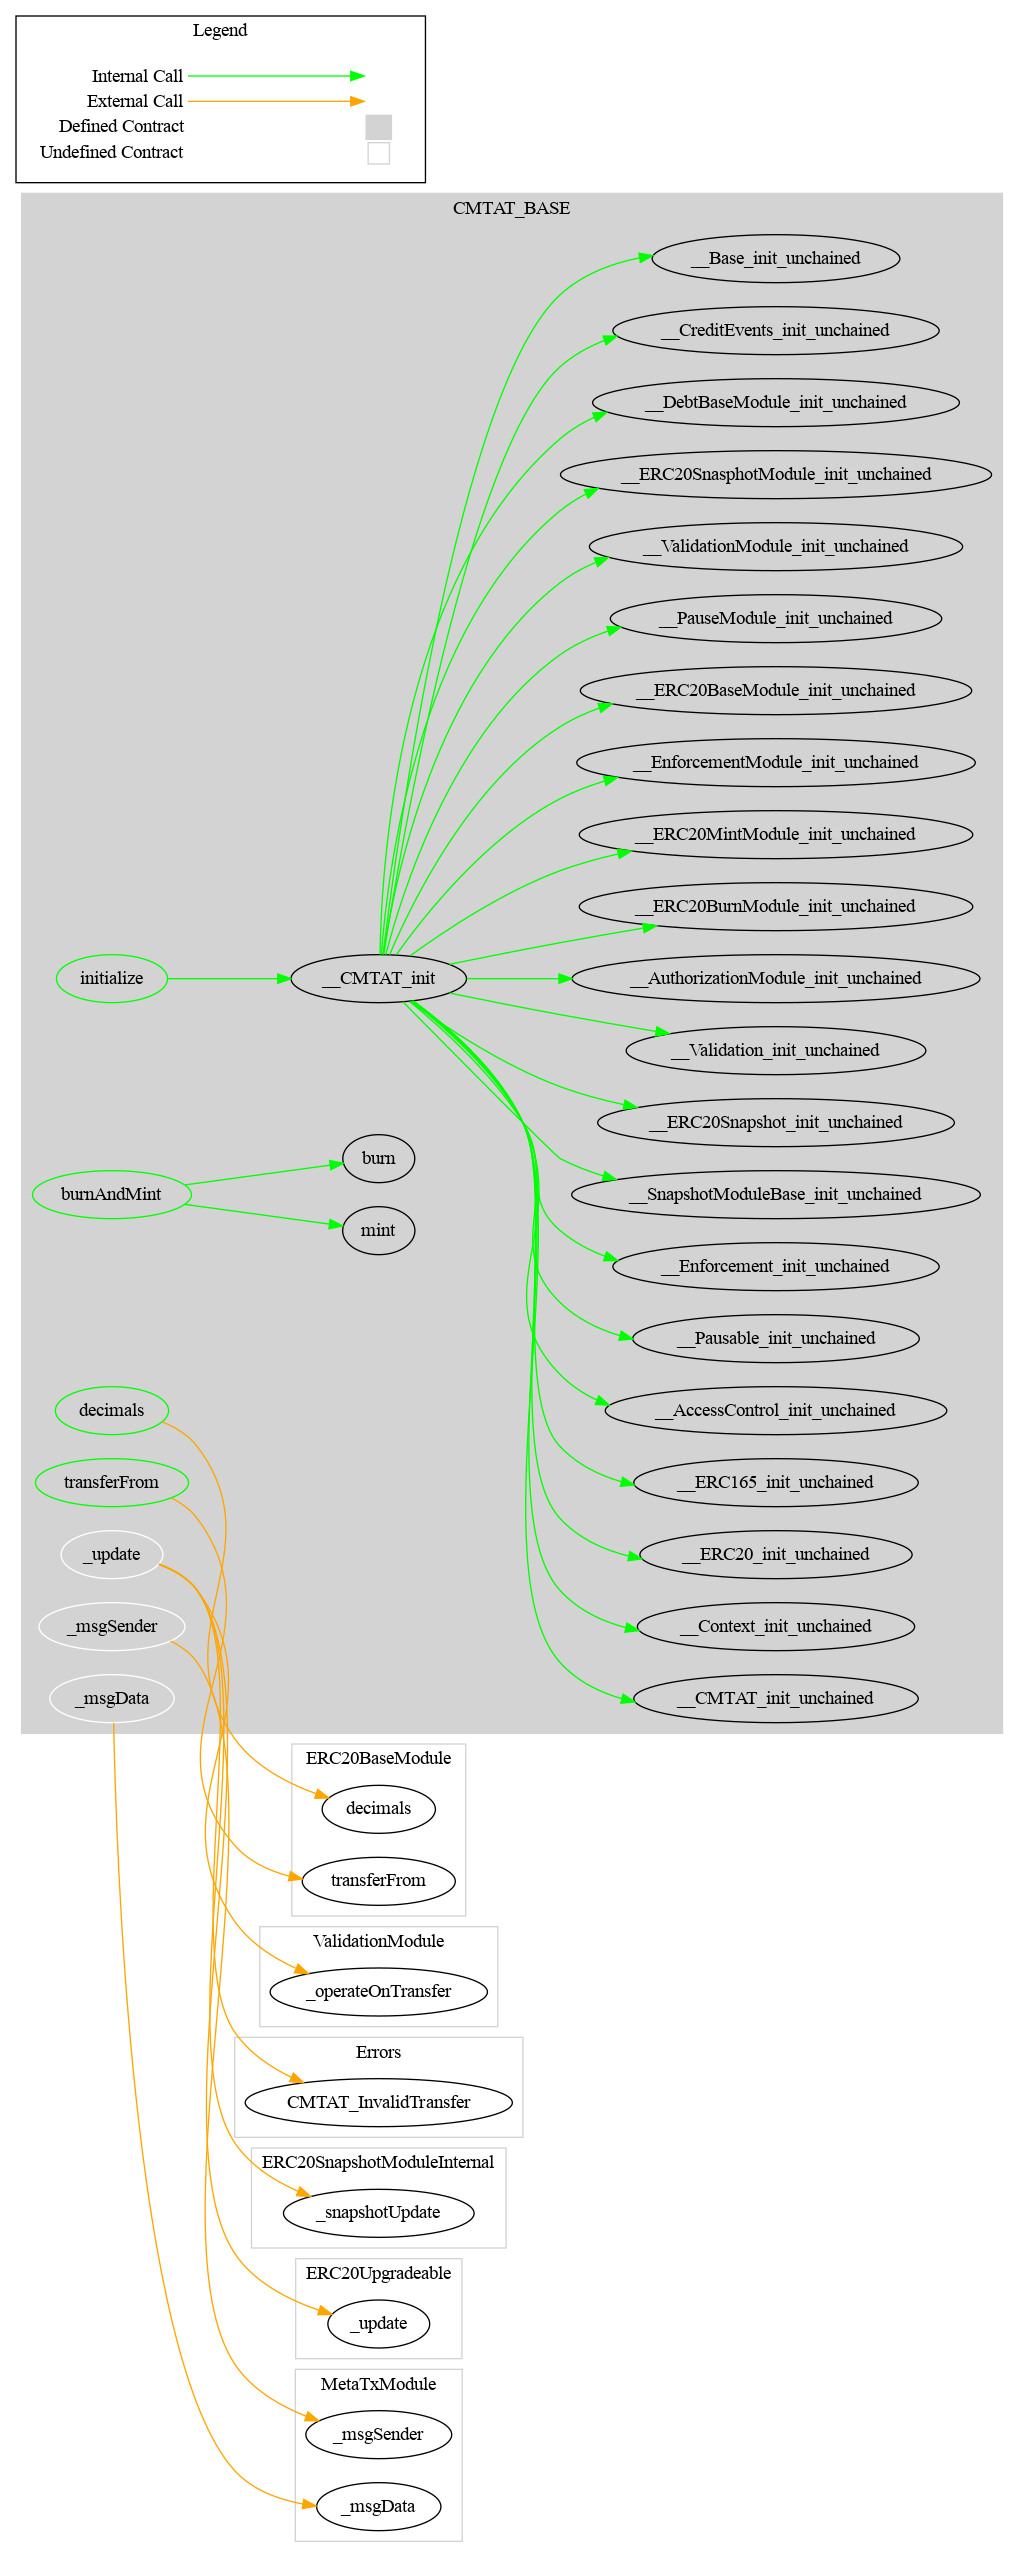 Legend
Internal Call
External Call
Defined Contract
Undefined Contract
CMTAT_BASE
__Base_init_unchained
__CreditEvents_init_unchained
__DebtBaseModule_init_unchained
__ERC20SnasphotModule_init_unchained
__ValidationModule_init_unchained
__PauseModule_init_unchained
__ERC20BaseModule_init_unchained
__EnforcementModule_init_unchained
__ERC20MintModule_init_unchained
__ERC20BurnModule_init_unchained
initialize
__CMTAT_init
__AuthorizationModule_init_unchained
__Validation_init_unchained
__ERC20Snapshot_init_unchained
burn
burnAndMint
__SnapshotModuleBase_init_unchained
mint
__Enforcement_init_unchained
__Pausable_init_unchained
decimals
__AccessControl_init_unchained
transferFrom
__ERC165_init_unchained
_update
__ERC20_init_unchained
_msgSender
__Context_init_unchained
_msgData
__CMTAT_init_unchained
ERC20BaseModule
decimals
transferFrom
ValidationModule
_operateOnTransfer
Errors
CMTAT_InvalidTransfer
ERC20SnapshotModuleInternal
_snapshotUpdate
ERC20Upgradeable
_update
MetaTxModule
_msgSender
_msgData